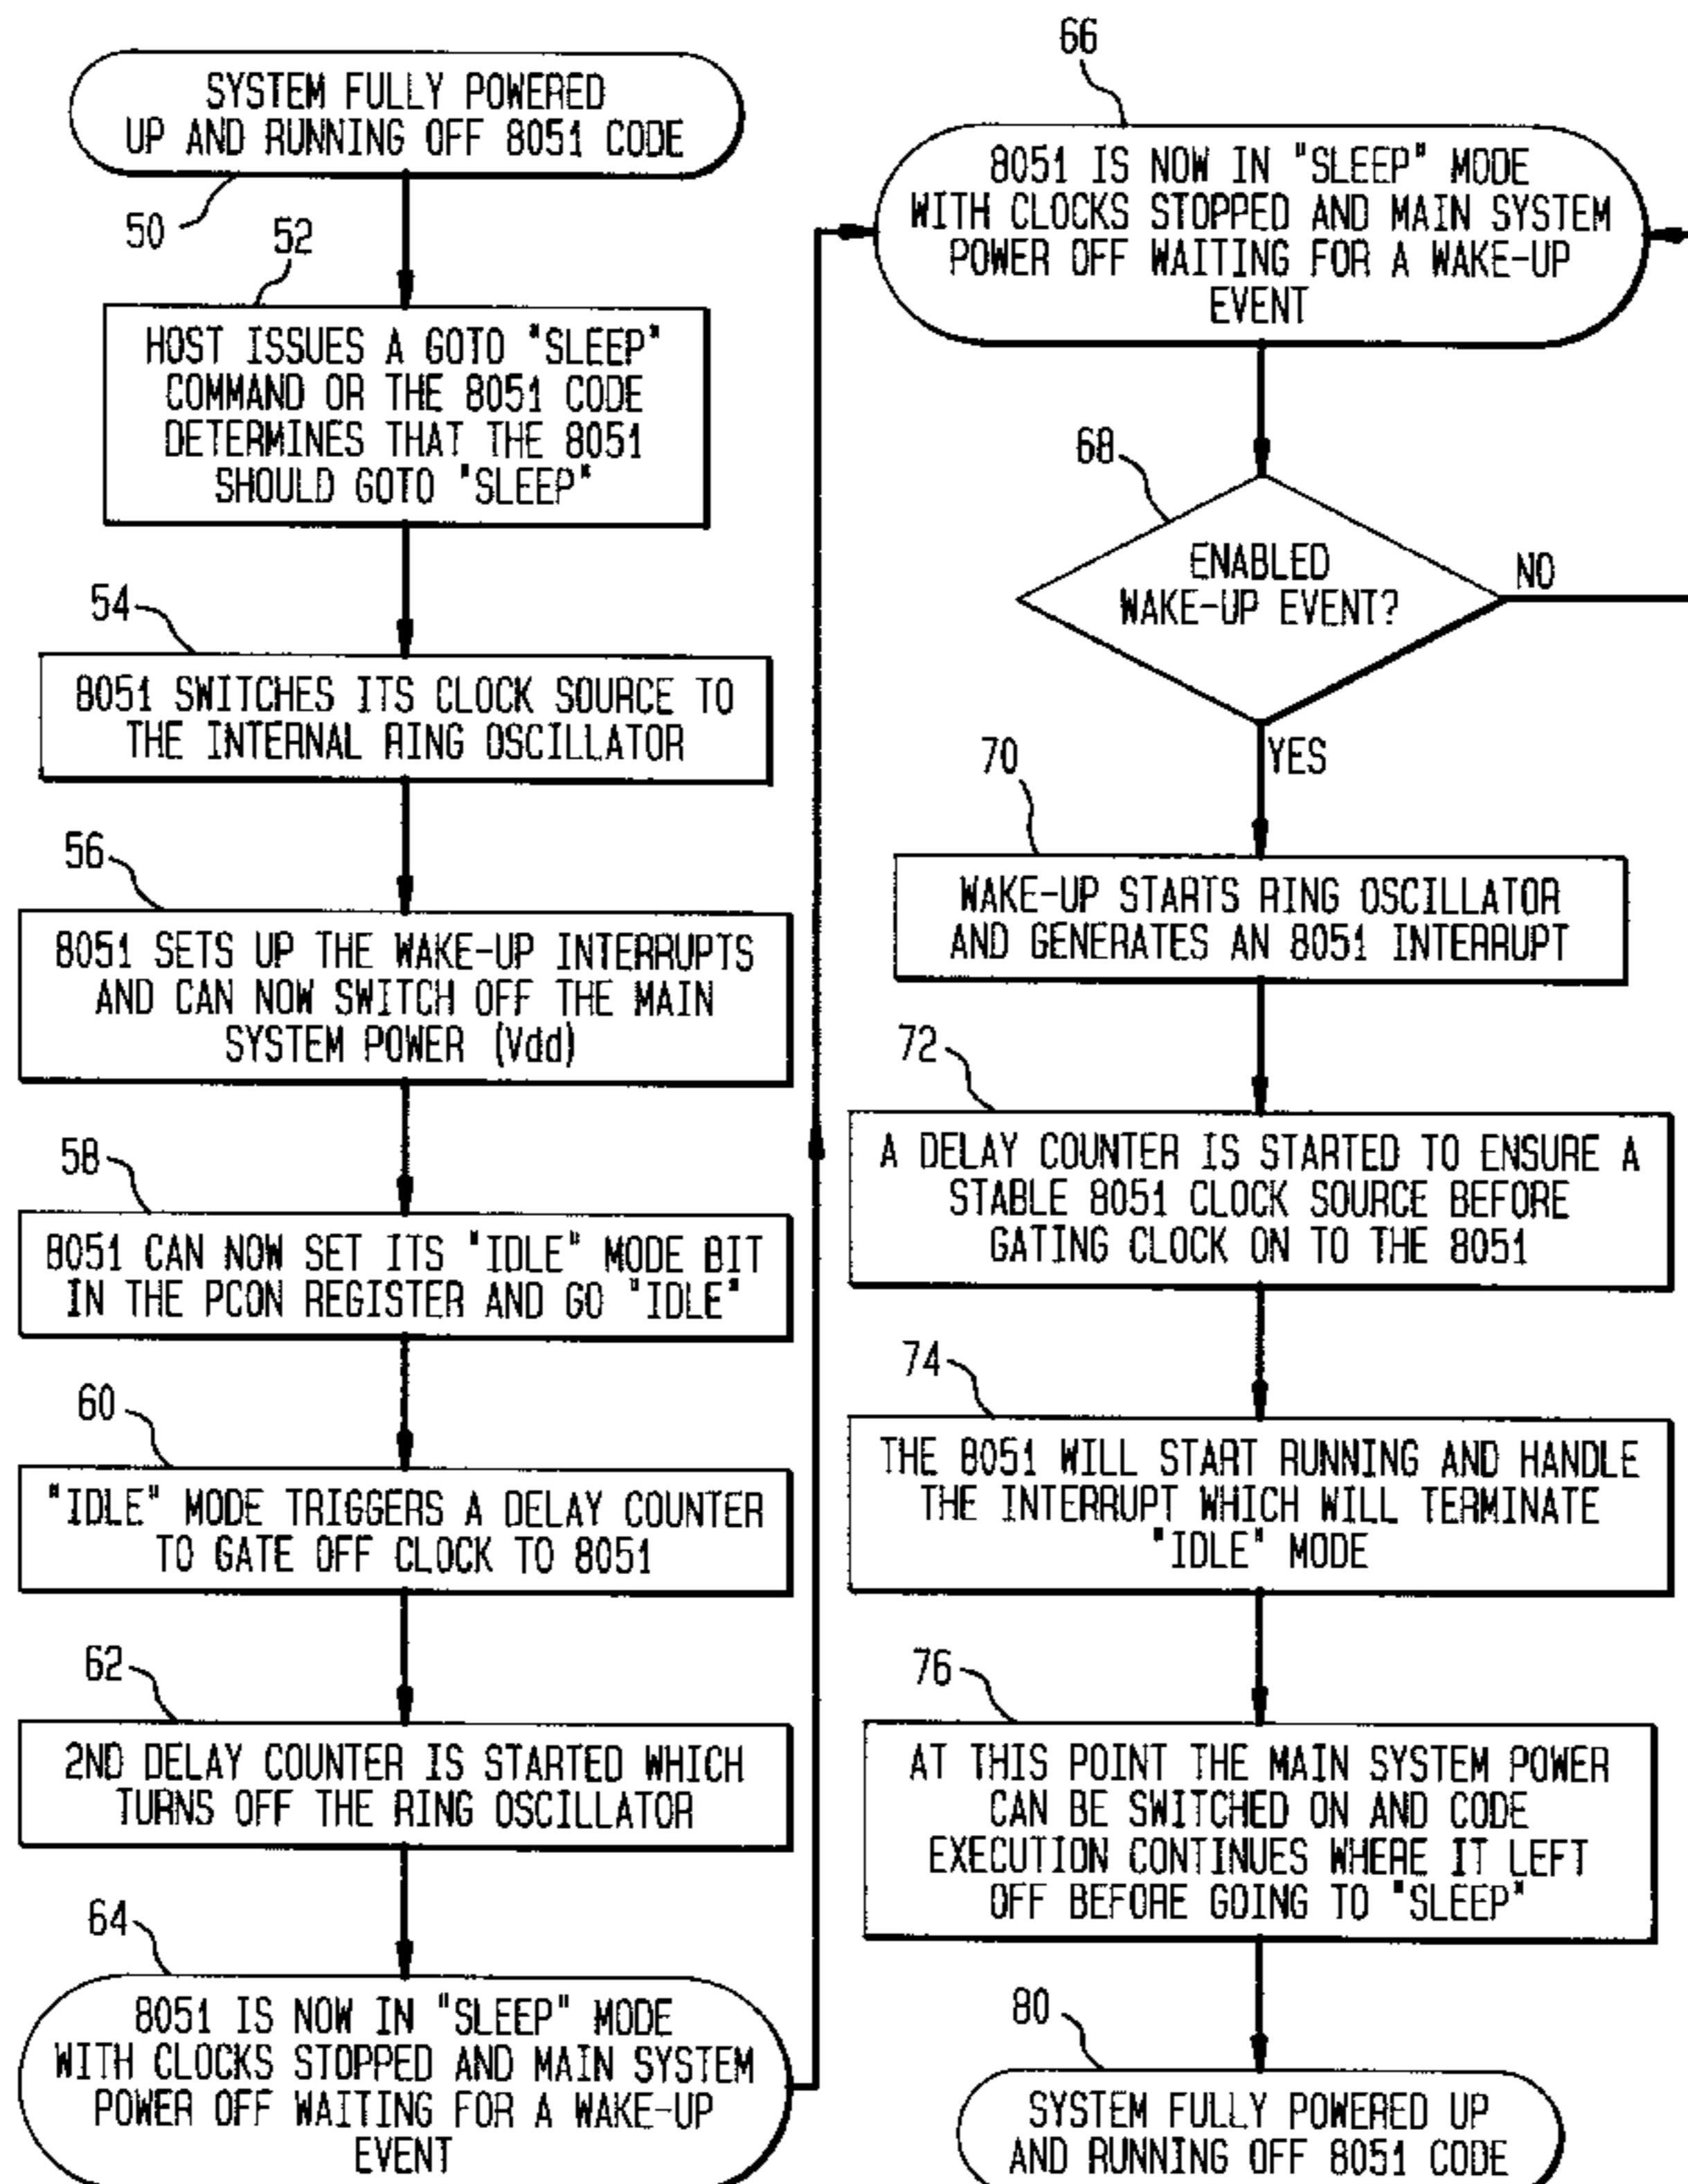 SYSTEM FULLY POWERED
UP AND RUNNING OFF 8051 CODE
50
52
HOST ISSUES A GOTO "SLEEP"
COMMAND OR THE 8051 CODE
DETERMINES THAT THE 8051
SHOULD GOTO "SLEEP"
54
8051 SWITCHES ITS CLOCK SOURCE TO
THE INTERNAL RING OSCILLATOR
56
8051 SETS UP THE WAKE-UP INTERRUPTS
AND CAN NOW SWITCH OFF THE MAIN
SYSTEM POWER (Vdd)
58
8051 CAN NOW SET ITS "IDLE" MODE BIT
IN THE PCON REGISTER AND GO "IDLE"
60
"IDLE" MODE TRIGGERS A DELAY COUNTER
TO GATE OFF CLOCK TO 8051
62
2ND DELAY COUNTER IS STARTED WHICH
TURNS OFF THE RING OSCILLATOR
64
8051 IS NOW IN "SLEEP" MODE
WITH CLOCKS STOPPED AND MAIN SYSTEM
POWER OFF WAITING FOR A WAKE-UP
EVENT
66
8051 IS NOW IN "SLEEP" MODE
WITH CLOCKS STOPPED AND MAIN SYSTEM
POWER OFF WAITING FOR A WAKE-UP
EVENT
68
ENABLED
WAKE-UP EVENT?
NO
YES
70
WAKE-UP STARTS RING OSCILLATOR
AND GENERATES AN 8051 INTERRUPT
72
A DELAY COUNTER IS STARTED TO ENSURE A
STABLE 8051 CLOCK SOURCE BEFORE
GATING CLOCK ON TO THE 8051
74
THE 8051 WILL START RUNNING AND HANDLE
THE INTERRUPT WHICH WILL TERMINATE
"IDLE" MODE
76
AT THIS POINT THE MAIN SYSTEM POWER
CAN BE SWITCHED ON AND CODE
EXECUTION CONTINUES WHERE IT LEFT
OFF BEFORE GOING TO "SLEEP"
80
SYSTEM FULLY POWERED UP
AND RUNNING OFF 8051 CODE